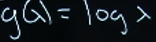 g(x) = log x